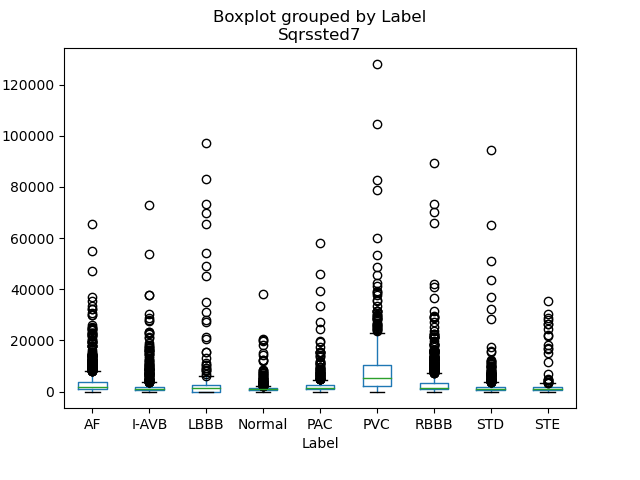 Boxplot grouped by Label
Sqrssted7
120000
100000
80000
60000
40000
20000
0
AF I-AVB LBBB Normal PAC PVC RBBB STD STE
Label